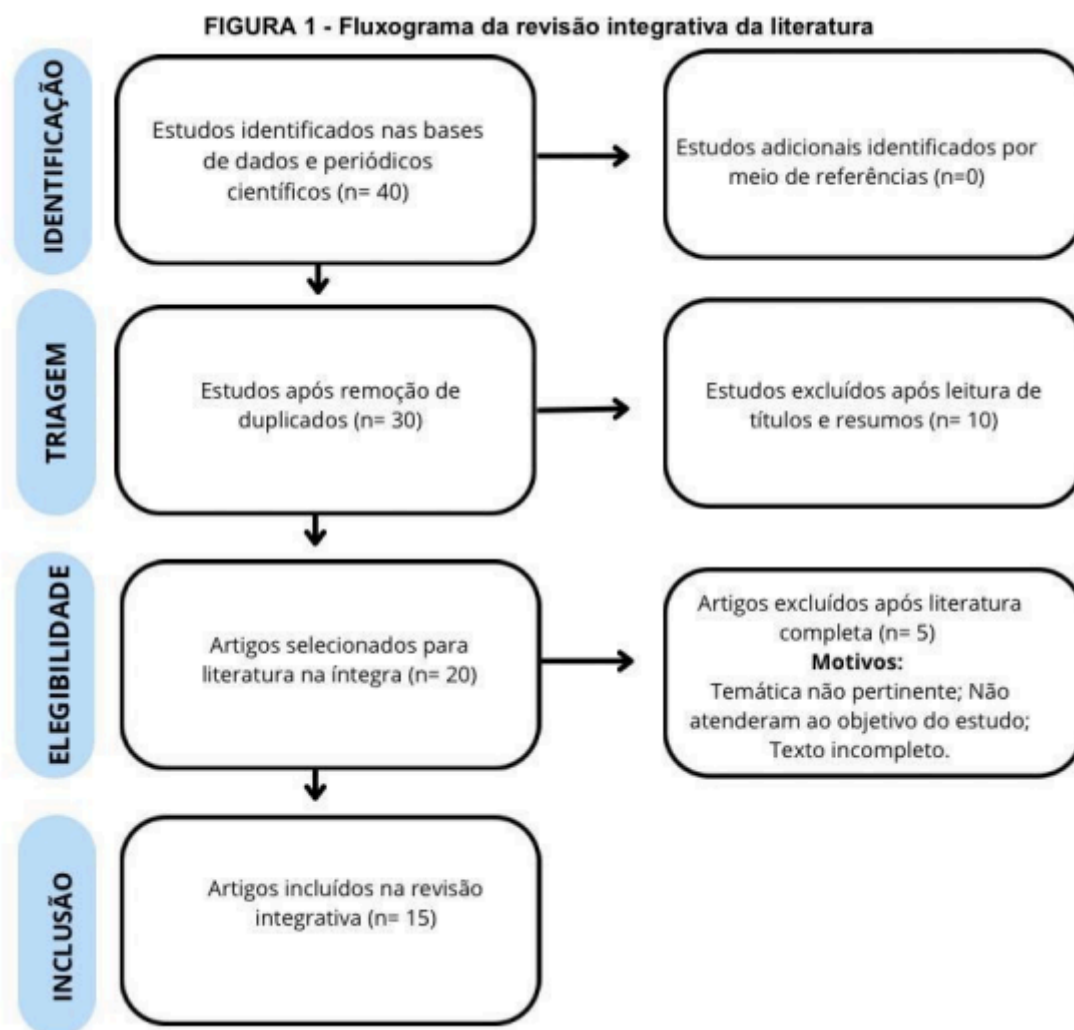 FIGURA 1 - Fluxograma da revisão integrativa da literatura
IDENTIFICAÇÃO
Estudos identificados nas bases
de dados e periódicos
científicos (n= 40)
Estudos adicionais identificados por
meio de referências (n=0)
TRIAGEM
Estudos após remoção de
duplicados (n= 30)
Estudos excluídos após leitura de
títulos e resumos (n= 10)
ELEGIBILIDADE
Artigos selecionados para
literatura na íntegra (n= 20)
Artigos excluídos após literatura
completa (n= 5)
Motivos:
Temática não pertinente; Não
atenderam ao objetivo do estudo;
Texto incompleto.
INCLUSÃO
Artigos incluídos na revisão
integrativa (n= 15)